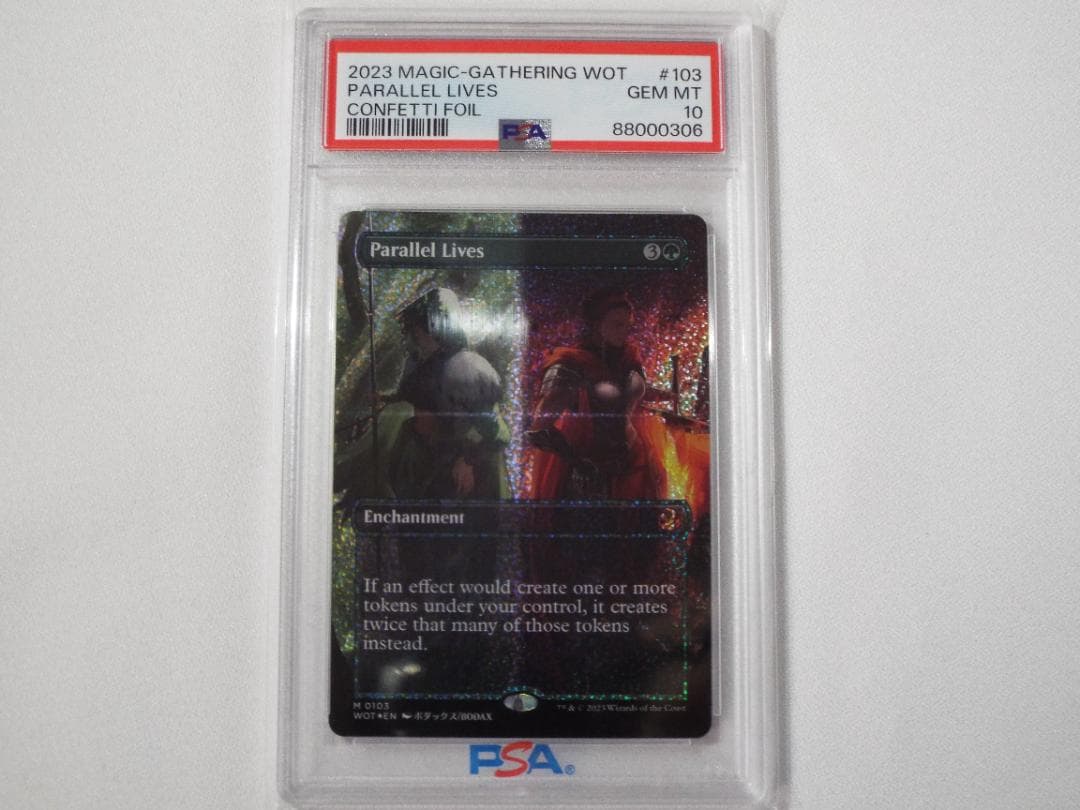 2023 MAGIC-GATHERING WOT #103
PARALLEL LIVES GEM MT
CONFETTI FOIL 10
PSA 88000306
Parallel Lives 3
Enchantment
If an effect would create one or more
tokens under your control, it creates
twice that many of those tokens
instead.
M 0103
WOT★EN ボダックス/BODAX ™ & © 2023 Wizards of the Coast
PSA®